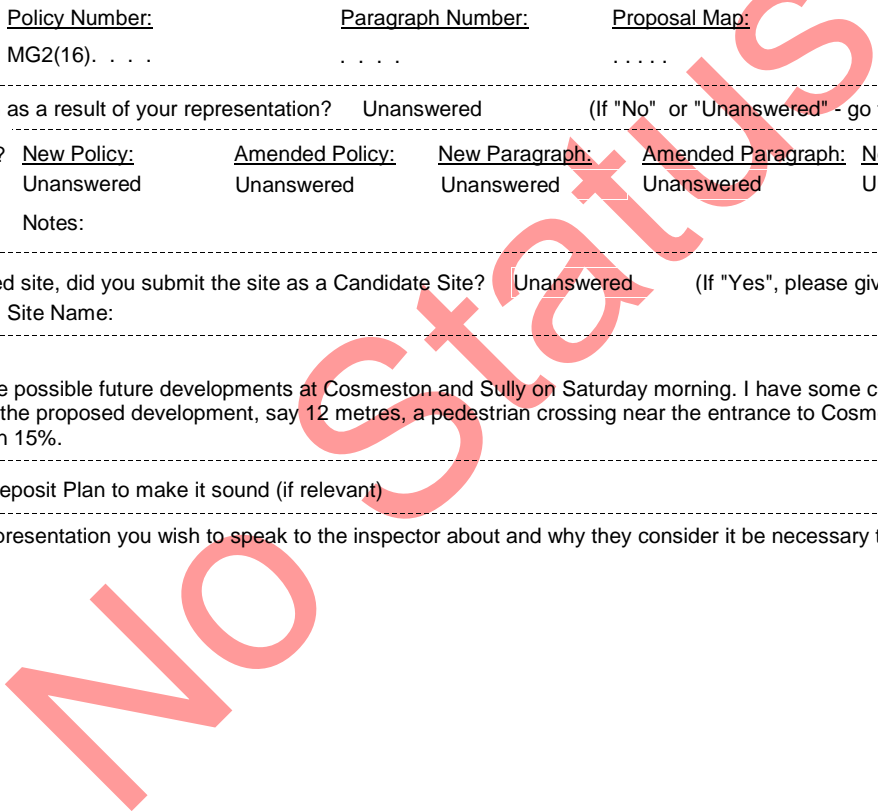 Policy Number: Paragraph Number: Proposal Map:
MG2(16). . . . . . . . . . . . .
as a result of your representation? Unanswered (If "No" or "Unanswered" - go
? New Policy: Amended Policy: New Paragraph: Amended Paragraph:
Unanswered Unanswered Unanswered Unanswered
Notes:
ed site, did you submit the site as a Candidate Site? Unanswered (If "Yes", please giv
Site Name:
e possible future developments at Cosmeston and Sully on Saturday morning. I have some c
the proposed development, say 12 metres, a pedestrian crossing near the entrance to Cosm
n 15%.
eposit Plan to make it sound (if relevant)
presentation you wish to speak to the inspector about and why they consider it be necessary t
No Status